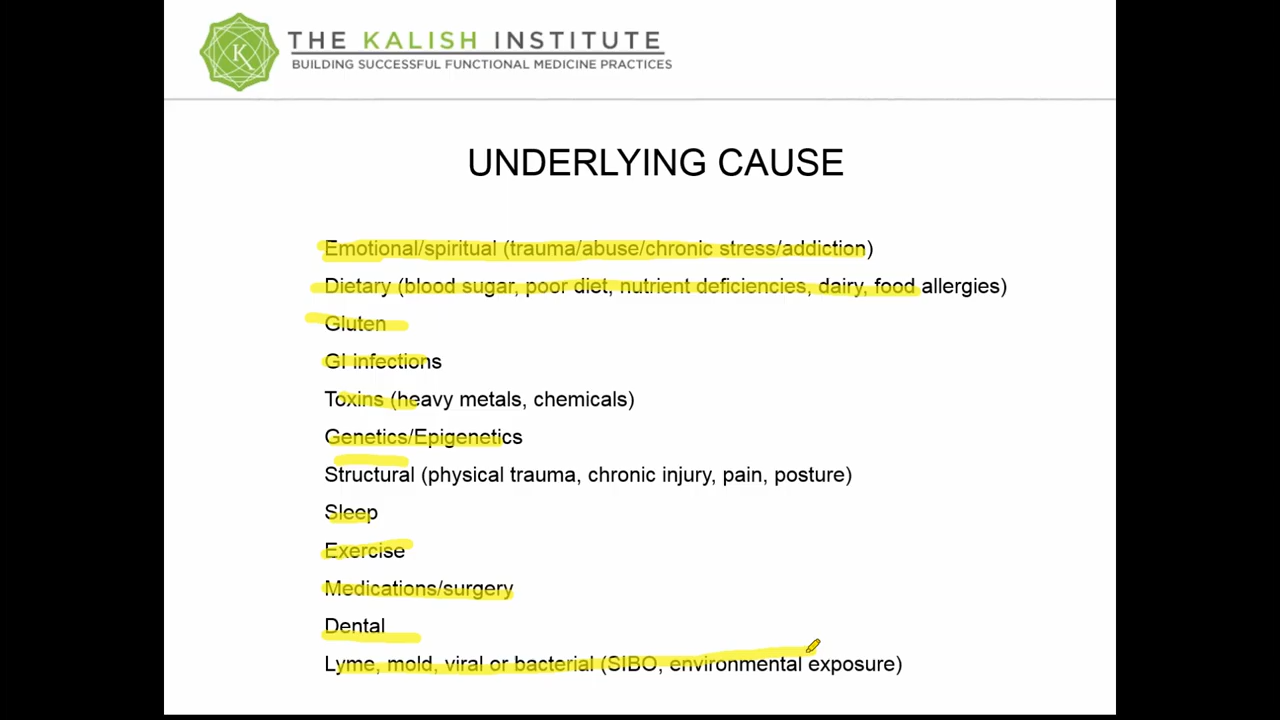 K
THE KALISH INSTITUTE
BUILDING SUCCESSFUL FUNCTIONAL MEDICINE PRACTICES
UNDERLYING CAUSE
Emotional/spiritual (trauma/abuse/chronic stress/addiction)
Dietary (blood sugar, poor diet, nutrient deficiencies, dairy, food allergies)
Gluten
GI infections
Toxins (heavy metals, chemicals)
Genetics/Epigenetics
Structural (physical trauma, chronic injury, pain, posture)
Sleep
Exercise
Medications/surgery
Dental
Lyme, mold, viral or bacterial (SIBO, environmental exposure)